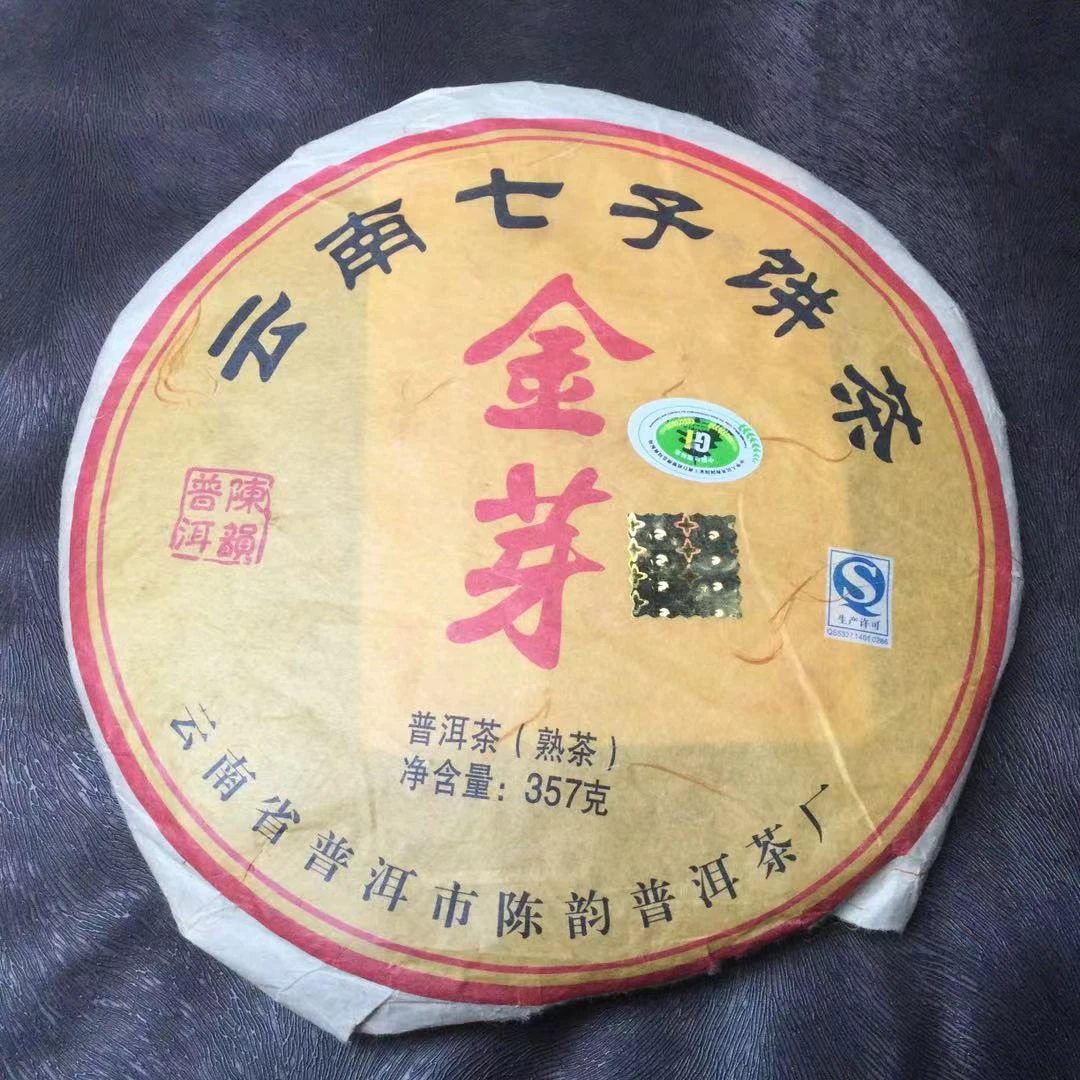 云南七子饼茶
金芽
陳韻
普洱
GI
生产许可
普洱茶（熟茶）
净含量：357克
云南省普洱市陈韵普洱茶厂